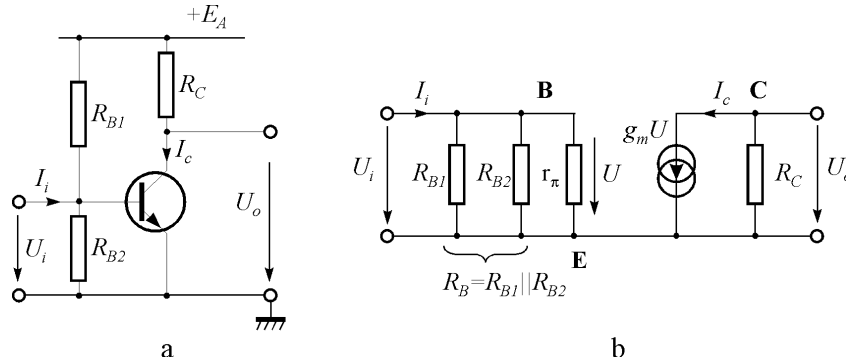 +E_A
R_B1
R_C
I_c
I_i
U_i
R_B2
U_o
a
I_i
B
I_c
C
g_mU
U_i
R_B1
R_B2
r_π
U
R_C
U_o
E
R_B=R_B1||R_B2
b